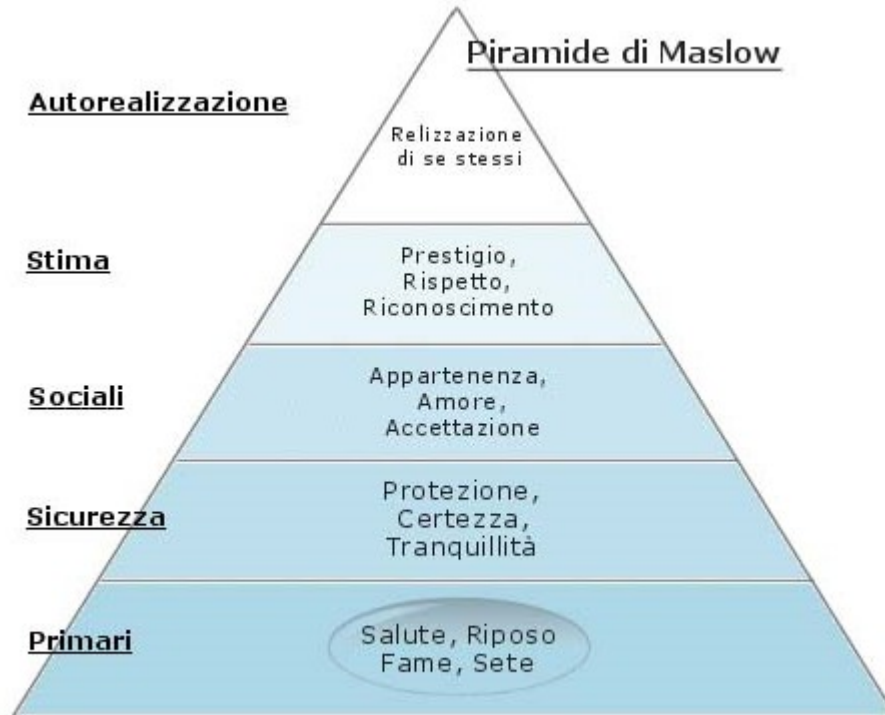 Piramide di Maslow
Autorealizzazione
Relizzazione
di se stessi
Stima
Prestigio,
Rispetto,
Riconoscimento
Sociali
Appartenenza,
Amore,
Accettazione
Sicurezza
Protezione,
Certezza,
Tranquillità
Primari
Salute, Riposo
Fame, Sete